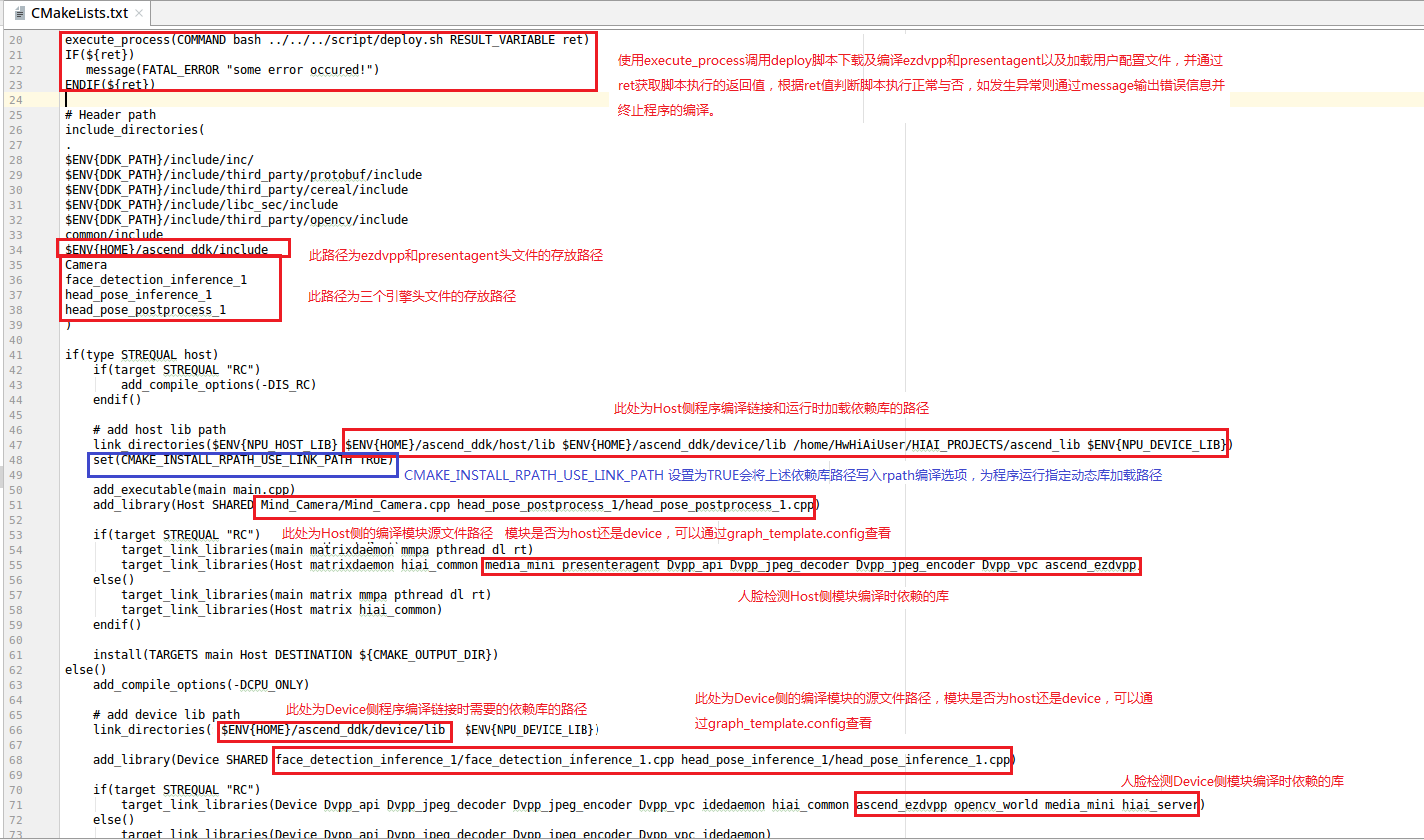 CMakeLists.txt
20 execute_process(COMMAND bash ../../../script/deploy.sh RESULT_VARIABLE ret)
21 IF(${ret})
22 message(FATAL_ERROR "some error occured!")
23 ENDIF(${ret})
使用execute_process调用deploy脚本下载及编译ezdvpp和presentagent以及加载用户配置文件，并通过
ret获取脚本执行的返回值，根据ret值判断脚本执行正常与否，如发生异常则通过message输出错误信息并
终止程序的编译。
24
25 # Header path
26 include_directories(
27 .
28 $ENV{DDK_PATH}/include/inc/
29 $ENV{DDK_PATH}/include/third_party/protobuf/include
30 $ENV{DDK_PATH}/include/third_party/cereal/include
31 $ENV{DDK_PATH}/include/libc_sec/include
32 $ENV{DDK_PATH}/include/third_party/opencv/include
33 common/include
34 $ENV{HOME}/ascend_ddk/include
此路径为ezdvpp和presentagent头文件的存放路径
35 Camera
36 face_detection_inference_1
37 head_pose_inference_1
此路径为三个引擎头文件的存放路径
38 head_pose_postprocess_1
39 )
40
41 if(type STREQUAL host)
42 if(target STREQUAL "RC")
43 add_compile_options(-DIS_RC)
44 endif()
45
此处为Host侧程序编译链接和运行时加载依赖库的路径
46 # add host lib path
47 link_directories($ENV{NPU_HOST_LIB} $ENV{HOME}/ascend_ddk/host/lib $ENV{HOME}/ascend_ddk/device/lib /home/HwHiAiUser/HIAI_PROJECTS/ascend_lib $ENV{NPU_DEVICE_LIB})
48 set(CMAKE_INSTALL_RPATH_USE_LINK_PATH TRUE)
49
CMAKE_INSTALL_RPATH_USE_LINK_PATH 设置为TRUE会将上述依赖库路径写入rpath编译选项，为程序运行指定动态库加载路径
50 add_executable(main main.cpp)
51 add_library(Host SHARED Mind_Camera/Mind_Camera.cpp head_pose_postprocess_1/head_pose_postprocess_1.cpp)
52
53 if(target STREQUAL "RC")
此处为Host侧的编译模块源文件路径 模块是否为host还是device，可以通过graph_template.config查看
54 target_link_libraries(main matrixdaemon mmpa pthread dl rt)
55 target_link_libraries(Host matrixdaemon hiai_common media_mini presenteragent Dvpp_api Dvpp_jpeg_decoder Dvpp_jpeg_encoder Dvpp_vpc ascend_ezdvpp)
56 else()
57 target_link_libraries(main matrix mmpa pthread dl rt)
人脸检测Host侧模块编译时依赖的库
58 target_link_libraries(Host matrix hiai_common)
59 endif()
60
61 install(TARGETS main Host DESTINATION ${CMAKE_OUTPUT_DIR})
62 else()
63 add_compile_options(-DCPU_ONLY)
64
此处为Device侧的编译模块的源文件路径，模块是否为host还是device，可以通
过graph_template.config查看
此处为Device侧程序编译链接时需要的依赖库的路径
65 # add device lib path
66 link_directories( $ENV{HOME}/ascend_ddk/device/lib $ENV{NPU_DEVICE_LIB})
67
68 add_library(Device SHARED face_detection_inference_1/face_detection_inference_1.cpp head_pose_inference_1/head_pose_inference_1.cpp)
69
人脸检测Device侧模块编译时依赖的库
70 if(target STREQUAL "RC")
71 target_link_libraries(Device Dvpp_api Dvpp_jpeg_decoder Dvpp_jpeg_encoder Dvpp_vpc idedaemon hiai_common ascend_ezdvpp opencv_world media_mini hiai_server)
72 else()
73 target_link_libraries(Device Dvpp_api Dvpp_jpeg_decoder Dvpp_jpeg_encoder Dvpp_vpc idedaemon)